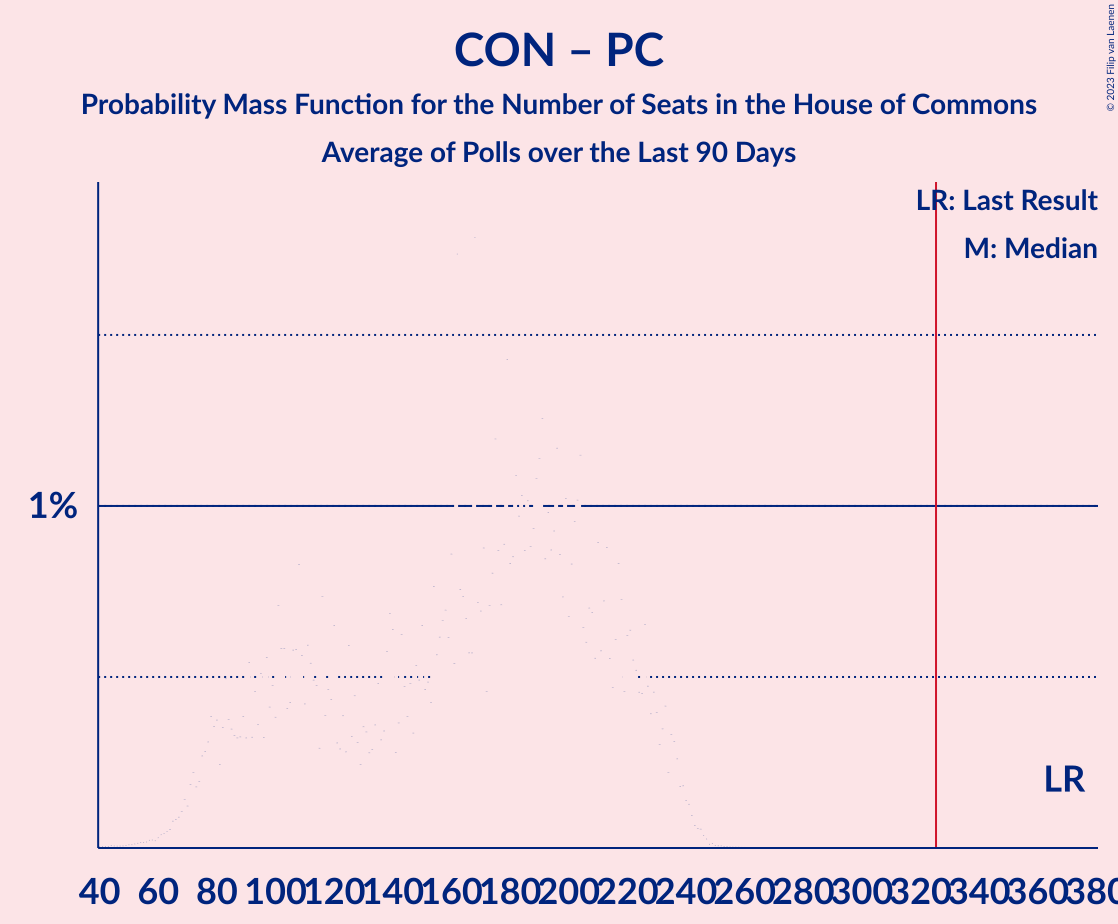 CON – PC
Probability Mass Function for the Number of Seats in the House of Commons
Average of Polls over the Last 90 Days
© 2023 Filip van Laenen
LR: Last Result
M: Median
1%
LR
40 60 80 100 120 140 160 180 200 220 240 260 280 300 320 340 360 380